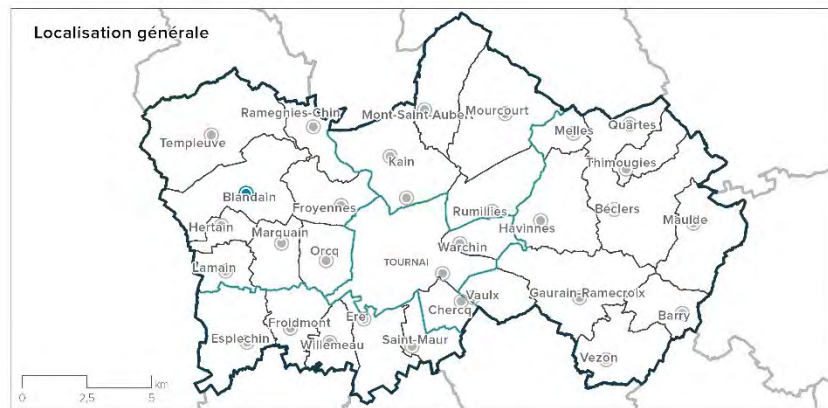 Localisation générale
Ramegnies-Chin
Mont-Saint-Aubert
Mourcourt
Templeuve
Melles
Quartes
Kain
Thimougies
Blandain
Froyennes
Rumillies
Béclers
Maulde
Hertain
Marquain
Havinnes
Orcq
Warchin
Lamain
TOURNAI
Vaulx
Gaurain-Ramecroix
Chercq
Barry
Froidmont
Ere
Esplechin
Willemeau
Saint-Maur
Vezon
km
0 2,5 5